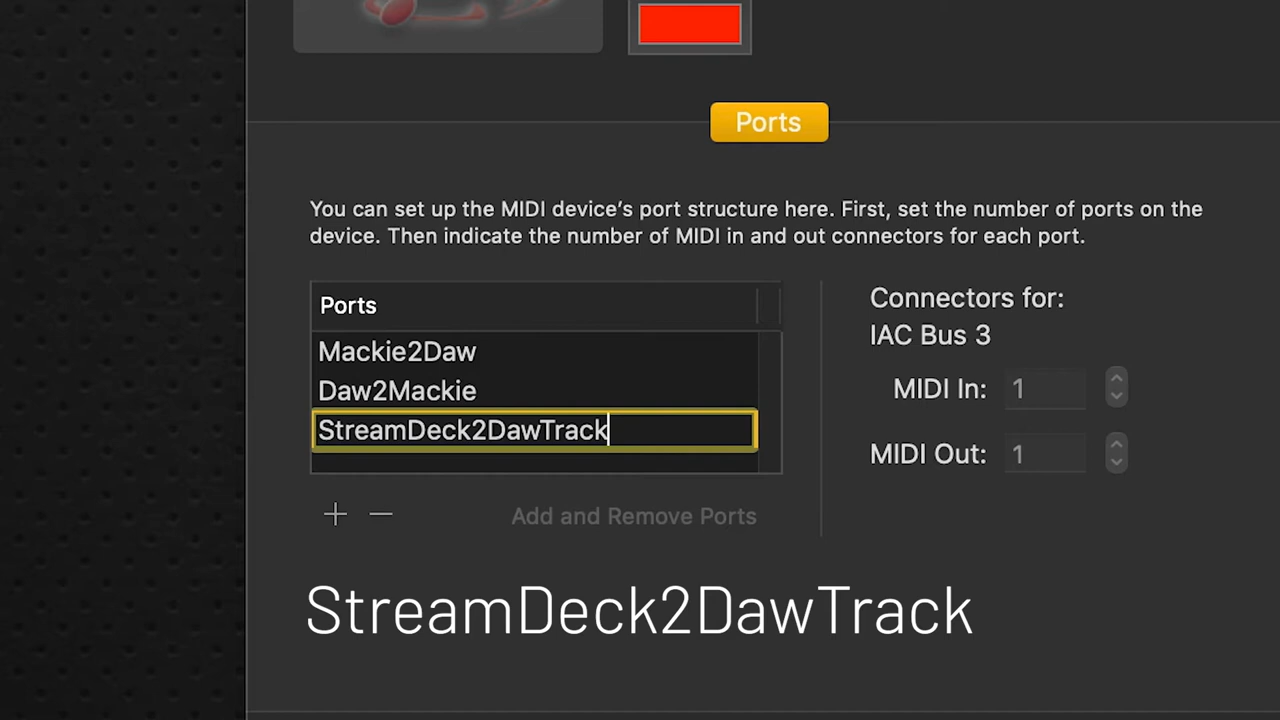 Ports
You can set up the MIDI device’s port structure here. First, set the number of ports on the
device. Then indicate the number of MIDI in and out connectors for each port.
Ports
Mackie2Daw
Daw2Mackie
StreamDeck2DawTrack
Add and Remove Ports
Connectors for:
IAC Bus 3
MIDI In: 1
MIDI Out: 1
StreamDeck2DawTrack